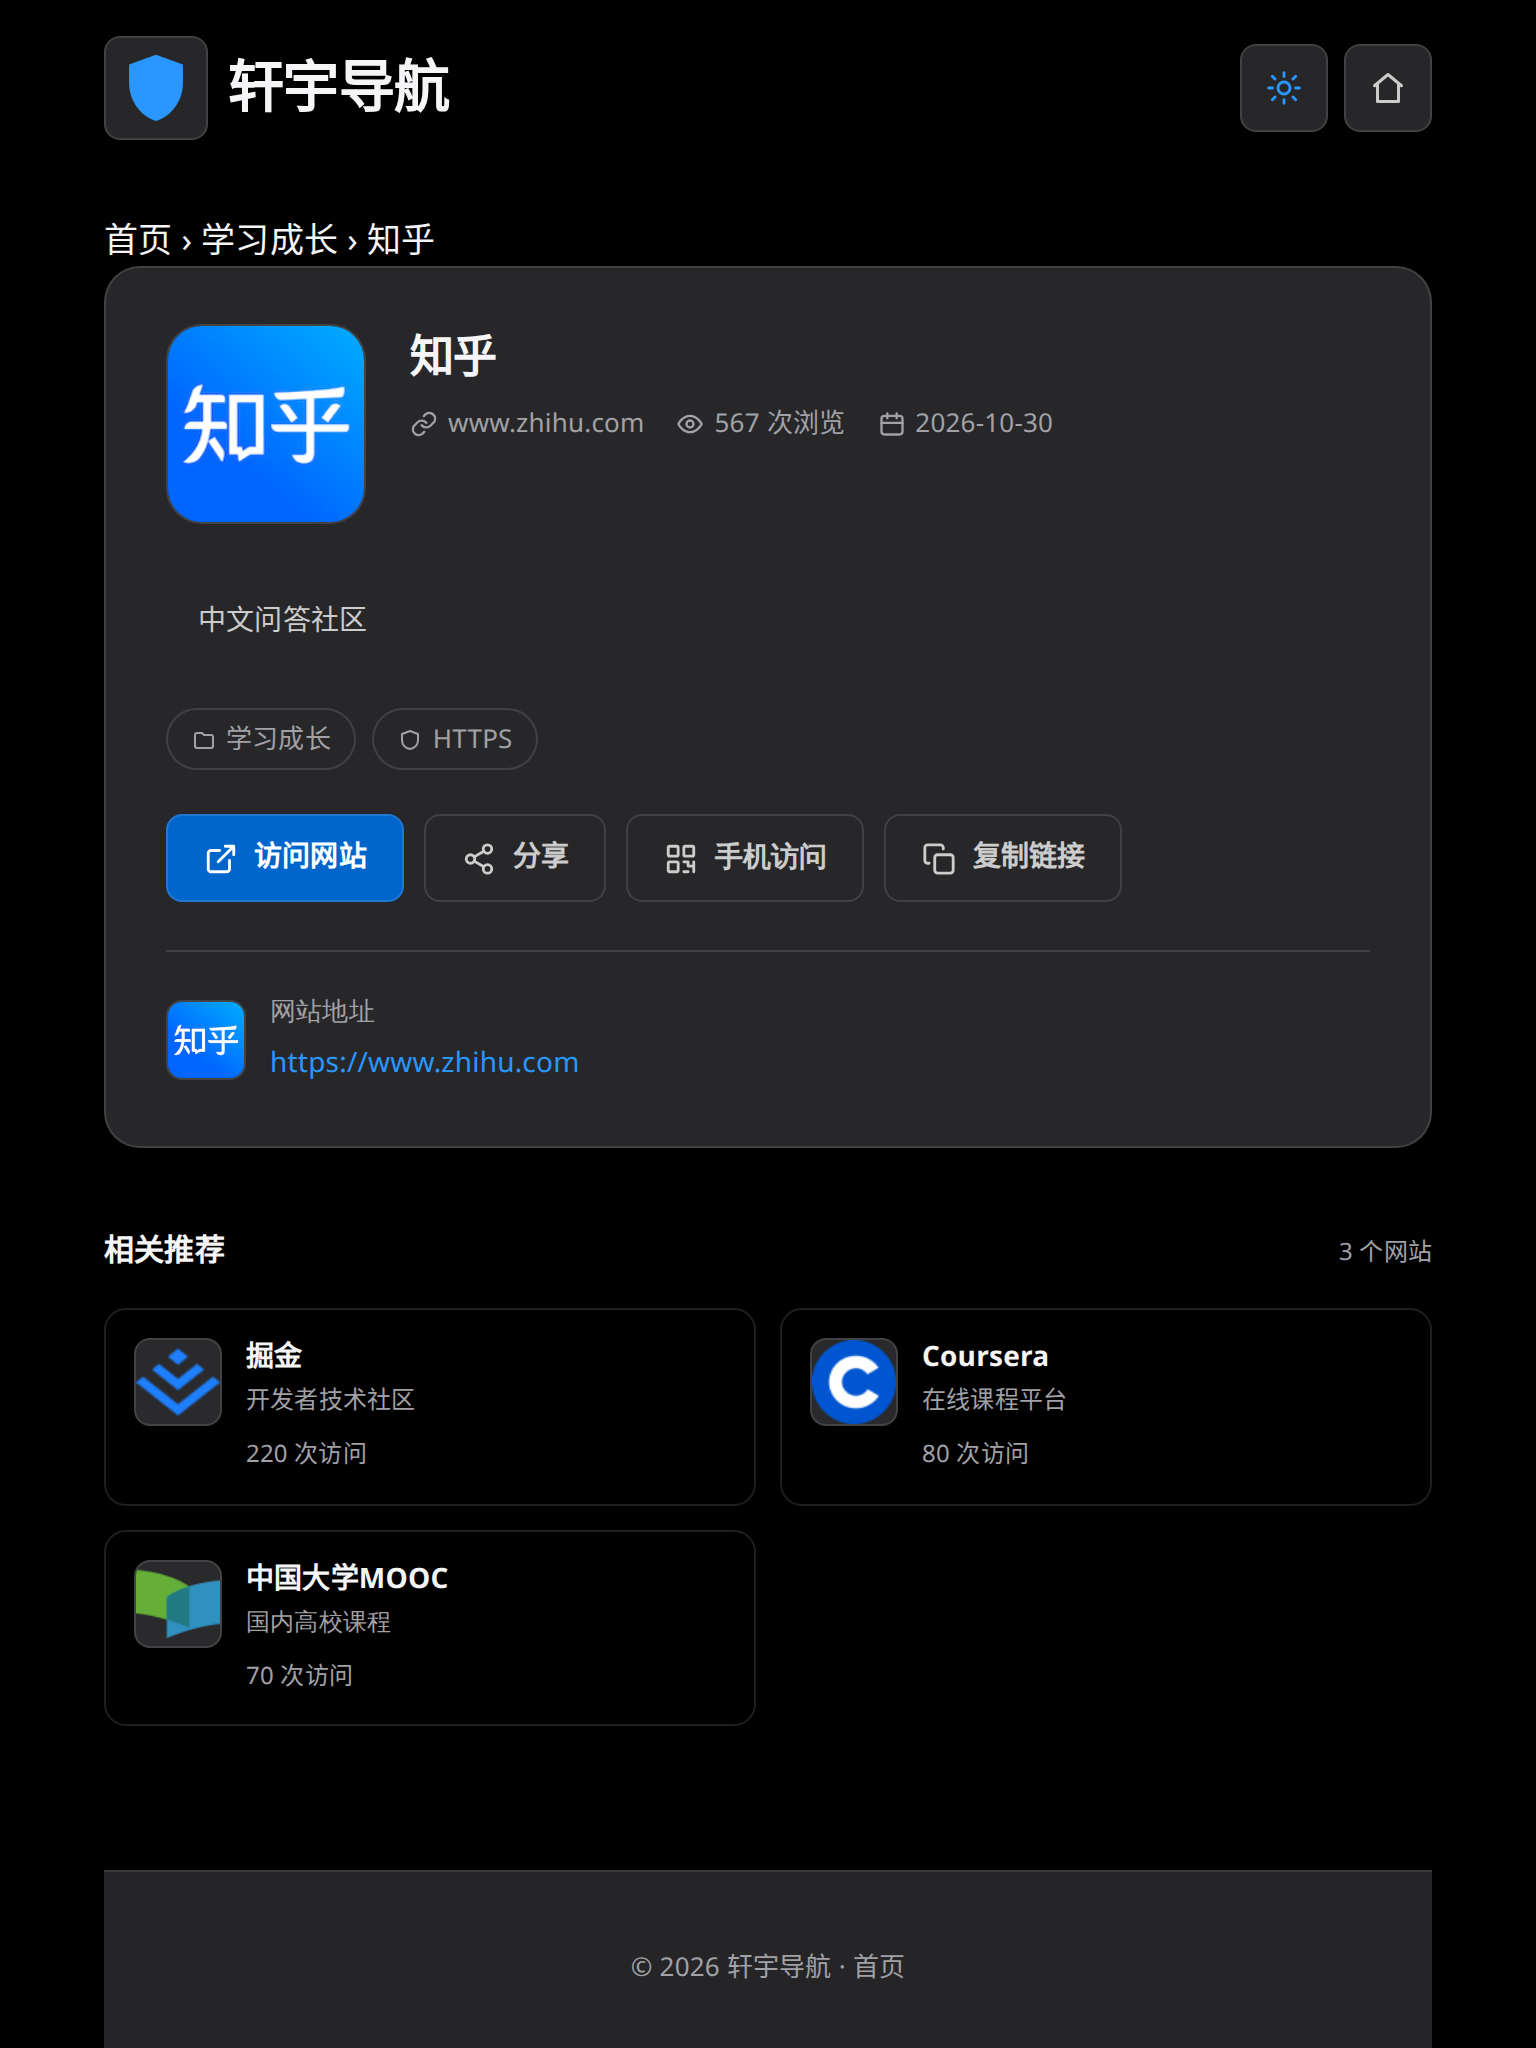 轩宇导航
首页 › 学习成长 › 知乎
知乎
知乎
www.zhihu.com 567 次浏览 2026-10-30
中文问答社区
学习成长 HTTPS
访问网站 分享 手机访问 复制链接
知乎
网站地址
https://www.zhihu.com
相关推荐 3 个网站
掘金
开发者技术社区
220 次访问
Coursera
在线课程平台
80 次访问
中国大学MOOC
国内高校课程
70 次访问
© 2026 轩宇导航 · 首页